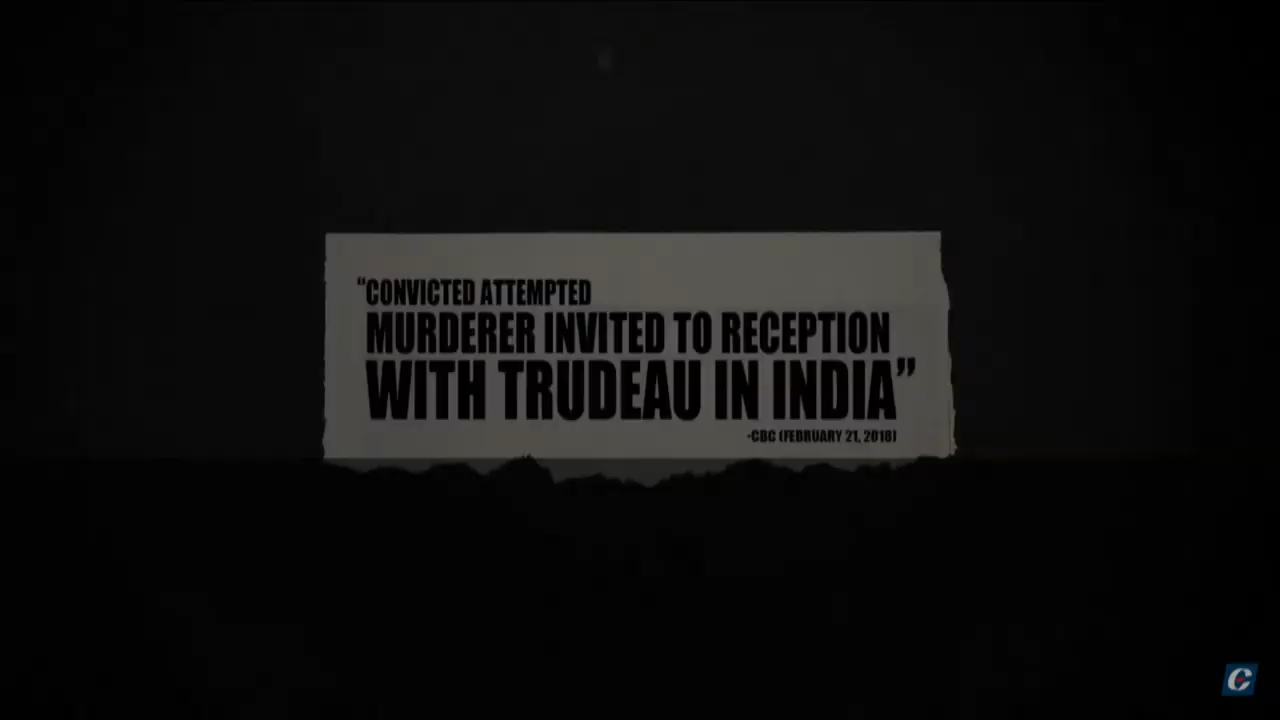 “CONVICTED ATTEMPTED
MURDERER INVITED TO RECEPTION
WITH TRUDEAU IN INDIA”
-CBC (FEBRUARY 21, 2018)